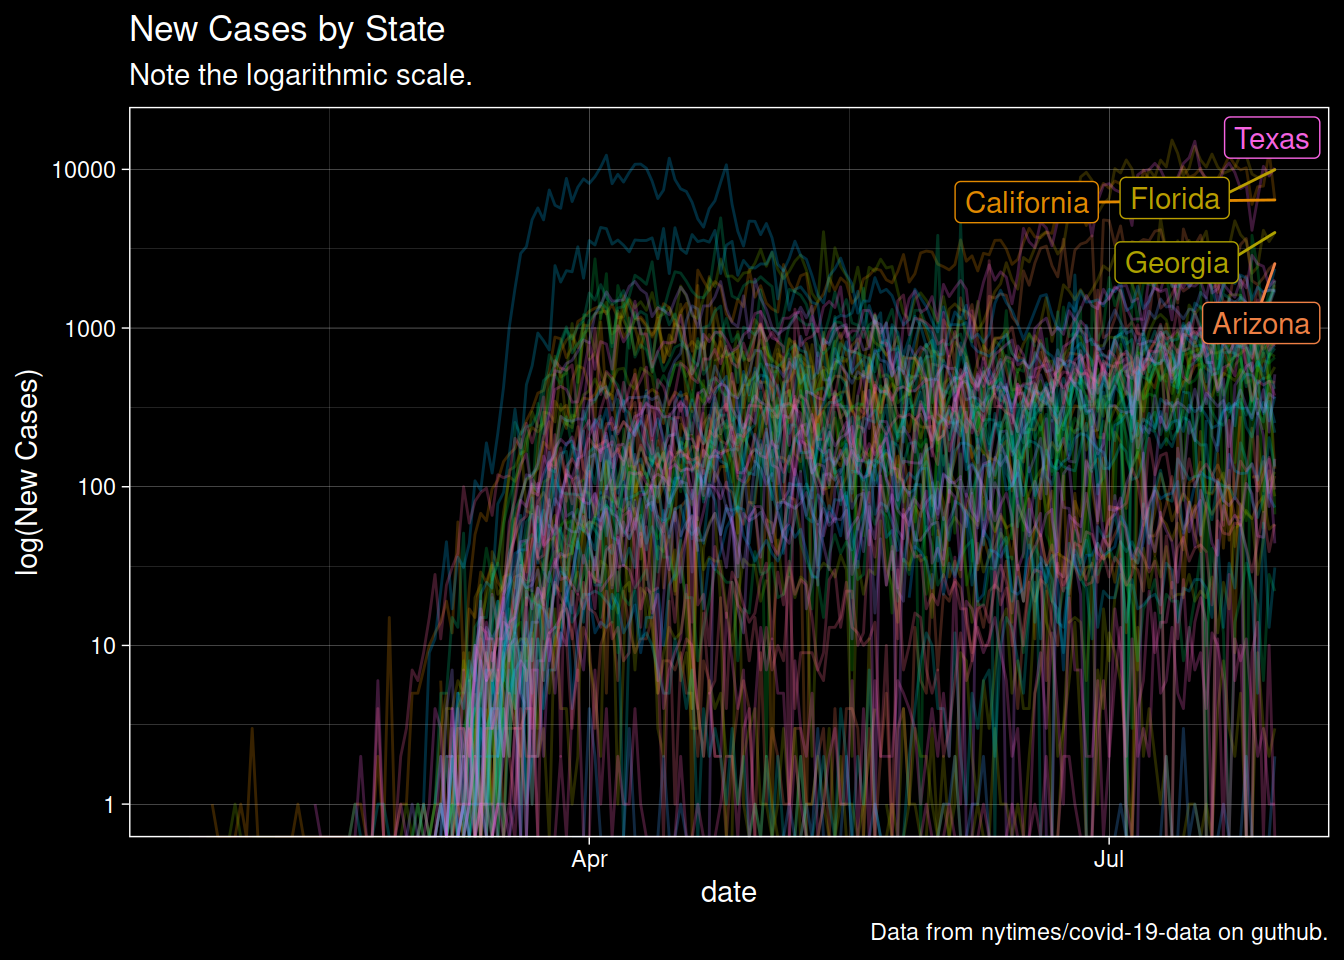 New Cases by State
Note the logarithmic scale.
log(New Cases)
10000
1000
100
10
1
Texas
California
Florida
Georgia
Arizona
Apr
Jul
date
Data from nytimes/covid-19-data on guthub.